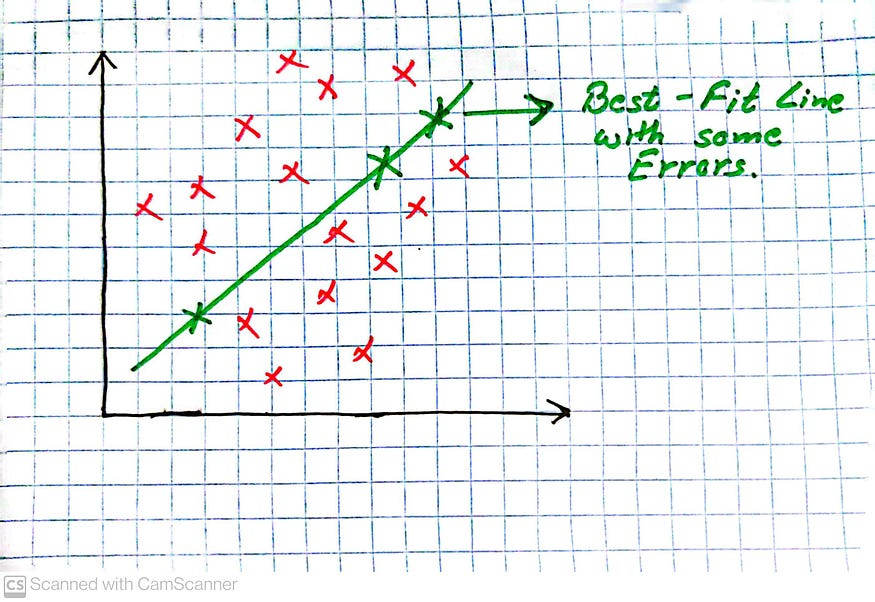 Best-Fit Line
with some
Errors.
CS Scanned with CamScanner